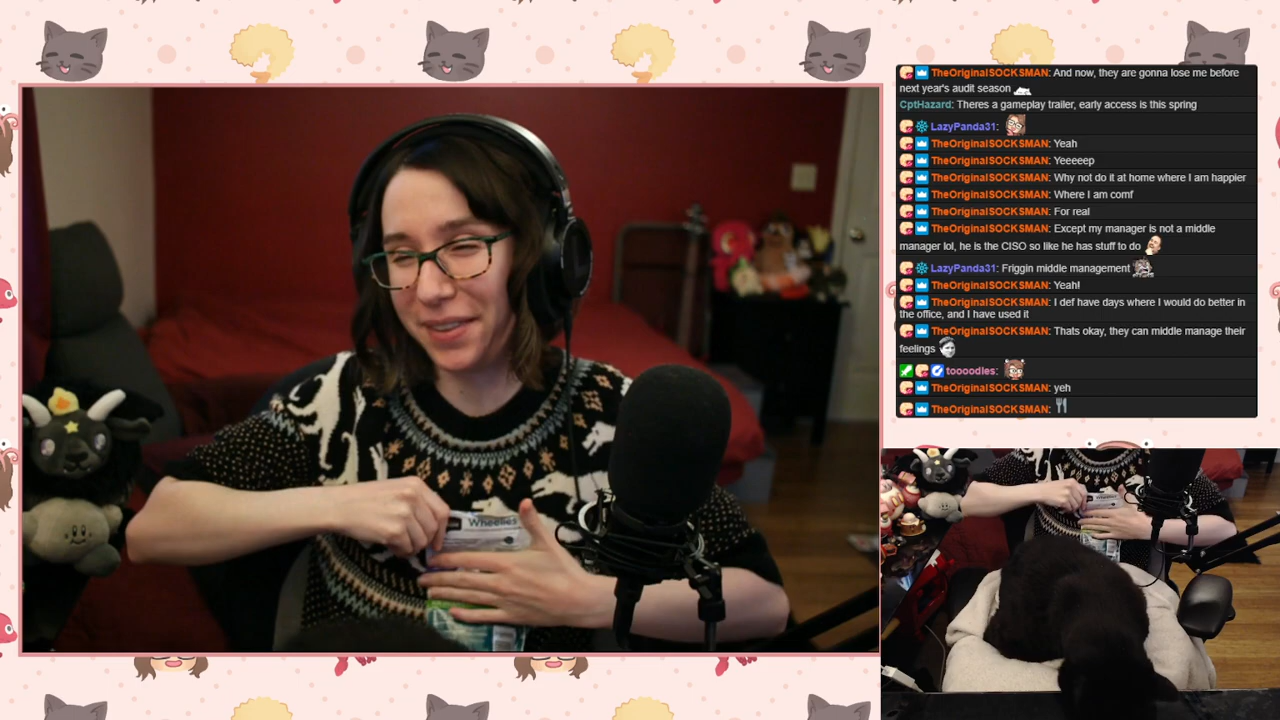 TheOriginalSOCKSMAN: And now, they are gonna lose me before
next year's audit season
CptHazard: Theres a gameplay trailer, early access is this spring
LazyPanda31:
TheOriginalSOCKSMAN: Yeah
TheOriginalSOCKSMAN: Yeeeeep
TheOriginalSOCKSMAN: Why not do it at home where I am happier
TheOriginalSOCKSMAN: Where I am comf
TheOriginalSOCKSMAN: For real
TheOriginalSOCKSMAN: Except my manager is not a middle
manager lol, he is the CISO so like he has stuff to do
LazyPanda31: Friggin middle management
TheOriginalSOCKSMAN: Yeah!
TheOriginalSOCKSMAN: I def have days where I would do better in
the office, and I have used it
TheOriginalSOCKSMAN: Thats okay, they can middle manage their
feelings
toooodles:
TheOriginalSOCKSMAN: yeh
TheOriginalSOCKSMAN:
Wheelies